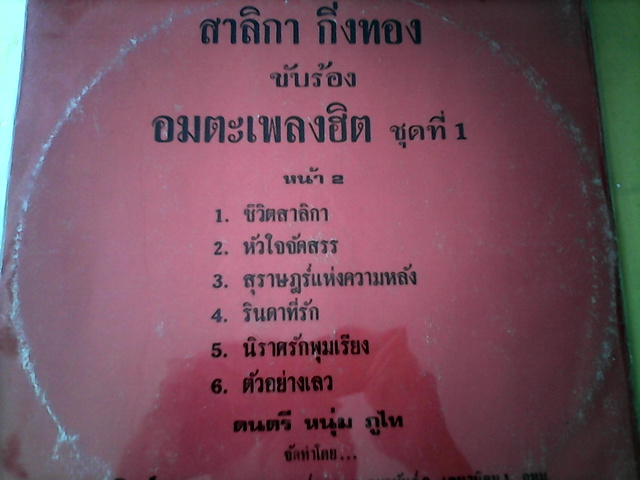 สาลิกา กิ่งทอง
ขับร้อง
อมตะเพลงฮิต ชุดที่ 1
หน้า 2
1. ชีวิตสาลิกา
2. หัวใจจัดสรร
3. สุราษฎร์แห่งความหลัง
4. รินดาที่รัก
5. นิราศรักพุมเรียง
6. ตัวอย่างเลว
ดนตรี หนุ่ม ภูไท
จัดทำโดย...